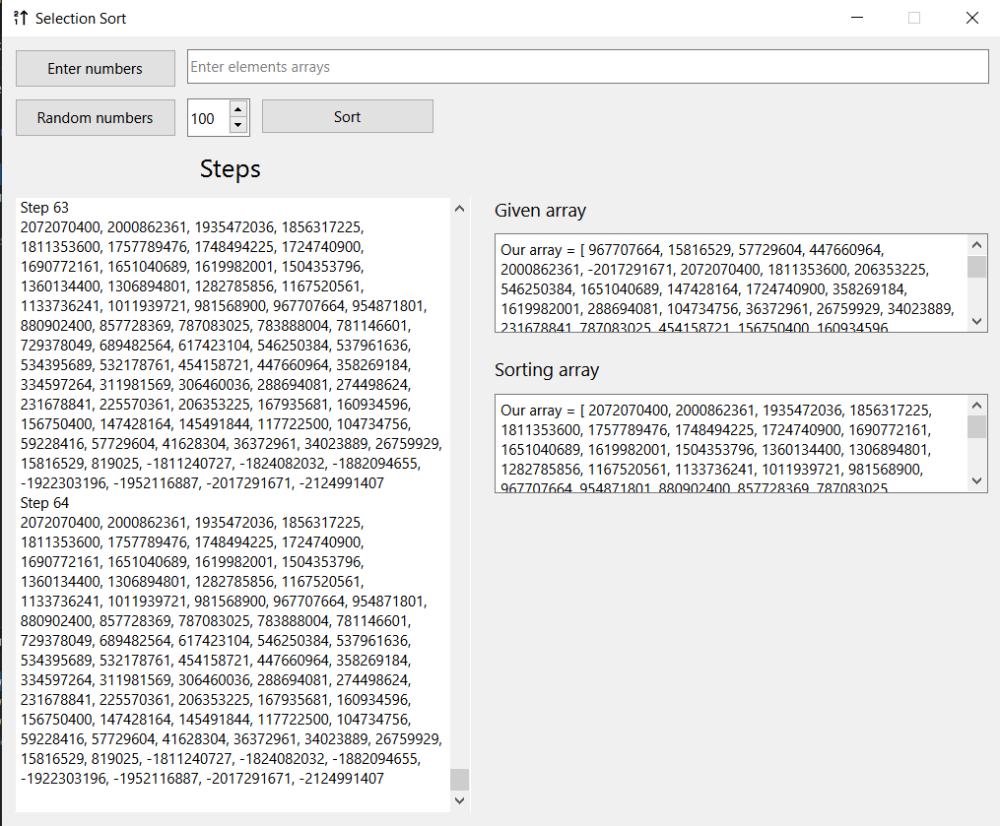 Selection Sort
Enter numbers
Enter elements arrays
Random numbers
100
Sort
Steps
Step 63
2072070400, 2000862361, 1935472036, 1856317225,
1811353600, 1757789476, 1748494225, 1724740900,
1690772161, 1651040689, 1619982001, 1504353796,
1360134400, 1306894801, 1282785856, 1167520561,
1133736241, 1011939721, 981568900, 967707664, 954871801,
880902400, 857728369, 787083025, 783888004, 781146601,
729378049, 689482564, 617423104, 546250384, 537961636,
534395689, 532178761, 454158721, 447660964, 358269184,
334597264, 311981569, 306460036, 288694081, 274498624,
231678841, 225570361, 206353225, 167935681, 160934596,
156750400, 147428164, 145491844, 117722500, 104734756,
59228416, 57729604, 41628304, 36372961, 34023889, 26759929,
15816529, 819025, -1811240727, -1824082032, -1882094655,
-1922303196, -1952116887, -2017291671, -2124991407
Step 64
2072070400, 2000862361, 1935472036, 1856317225,
1811353600, 1757789476, 1748494225, 1724740900,
1690772161, 1651040689, 1619982001, 1504353796,
1360134400, 1306894801, 1282785856, 1167520561,
1133736241, 1011939721, 981568900, 967707664, 954871801,
880902400, 857728369, 787083025, 783888004, 781146601,
729378049, 689482564, 617423104, 546250384, 537961636,
534395689, 532178761, 454158721, 447660964, 358269184,
334597264, 311981569, 306460036, 288694081, 274498624,
231678841, 225570361, 206353225, 167935681, 160934596,
156750400, 147428164, 145491844, 117722500, 104734756,
59228416, 57729604, 41628304, 36372961, 34023889, 26759929,
15816529, 819025, -1811240727, -1824082032, -1882094655,
-1922303196, -1952116887, -2017291671, -2124991407
Given array
Our array = [ 967707664, 15816529, 57729604, 447660964,
2000862361, -2017291671, 2072070400, 1811353600, 206353225,
546250384, 1651040689, 147428164, 1724740900, 358269184,
1619982001, 288694081, 104734756, 36372961, 26759929, 34023889,
231678841, 787083025, 454158721, 156750400, 160934596
Sorting array
Our array = [ 2072070400, 2000862361, 1935472036, 1856317225,
1811353600, 1757789476, 1748494225, 1724740900, 1690772161,
1651040689, 1619982001, 1504353796, 1360134400, 1306894801,
1282785856, 1167520561, 1133736241, 1011939721, 981568900,
967707664, 954871801, 880902400, 857728369, 787083025